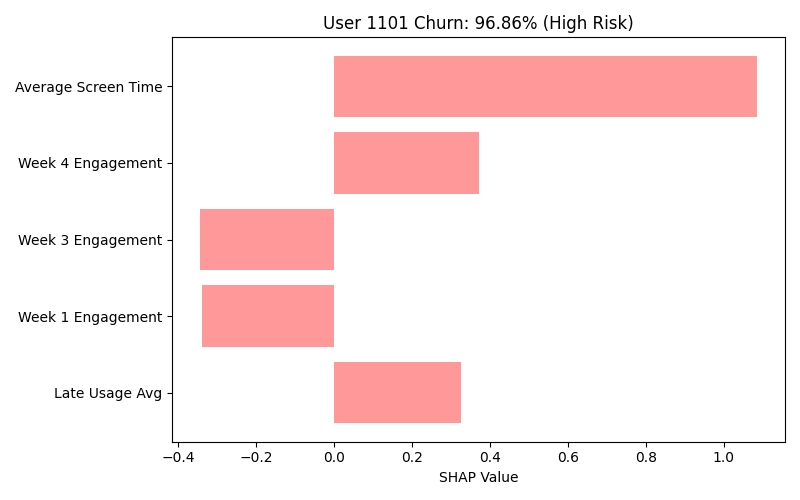 User 1101 Churn: 96.86% (High Risk)
Average Screen Time
Week 4 Engagement
Week 3 Engagement
Week 1 Engagement
Late Usage Avg
−0.4 −0.2 0.0 0.2 0.4 0.6 0.8 1.0
SHAP Value